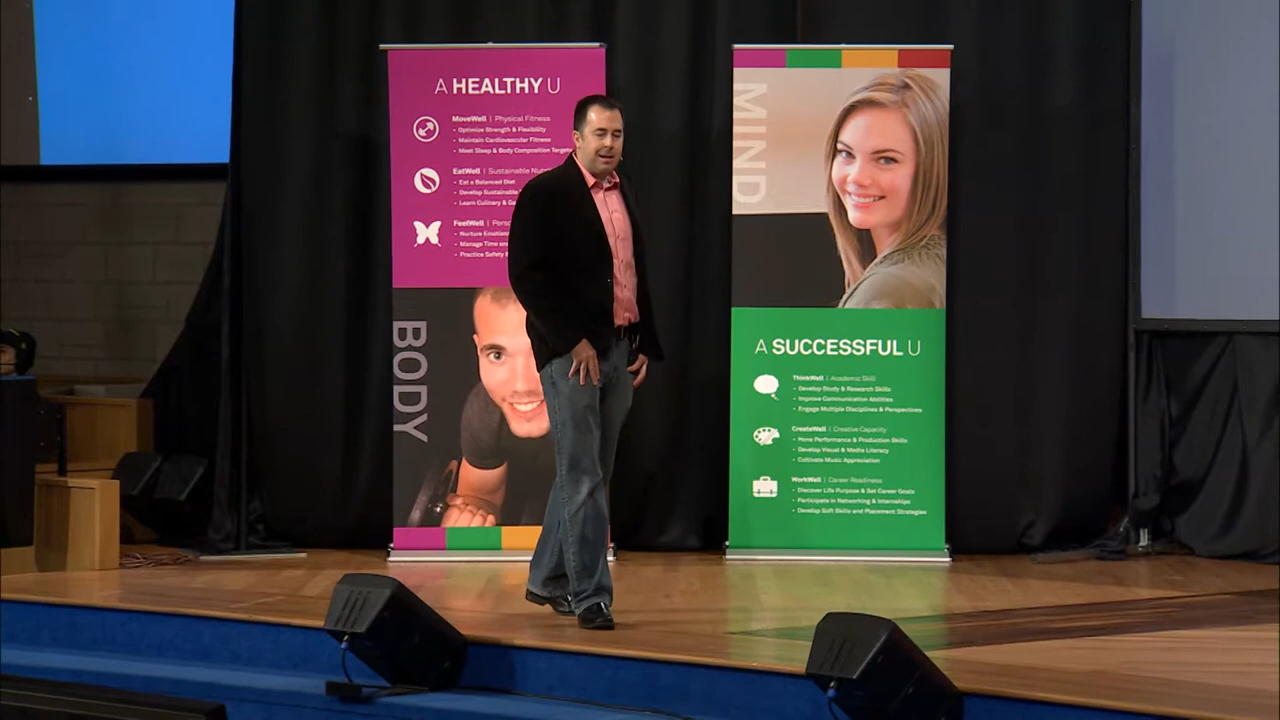 A HEALTHY U
MoveWell | Physical Fitness
- Optimize Strength & Flexibility
- Maintain Cardiovascular Fitness
- Meet Sleep & Body Composition Targets
EatWell | Sustainable
- Eat a Balanced Diet
- Develop Sustainable
- Learn Culinary &
FeelWell |
- Nurture
- Manage Time
- Practice Safety
BODY
MIND
A SUCCESSFUL U
ThinkWell | Academic Skill
- Develop Study & Research Skills
- Improve Communication Abilities
- Engage Multiple Disciplines & Perspectives
CreateWell | Creative Capacity
- Hone Performance & Production Skills
- Develop Visual & Media Literacy
- Cultivate Music Appreciation
WorkWell | Career Readiness
- Discover Life Purpose & Set Career Goals
- Participate in Networking & Internships
- Develop Soft Skills and Placement Strategies